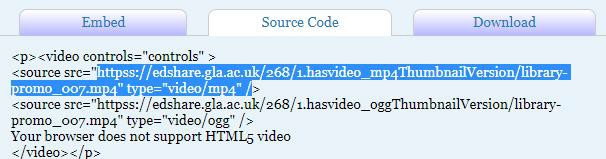 Embed Source Code Download
<p><video controls="controls" >
<source src="httpss://edshare.gla.ac.uk/268/1.hasvideo_mp4ThumbnailVersion/library-
promo_007.mp4" type="video/mp4" />
<source src="httpss://edshare.gla.ac.uk/268/1.hasvideo_oggThumbnailVersion/library-
promo_007.mp4" type="video/ogg" />
Your browser does not support HTML5 video
</video></p>